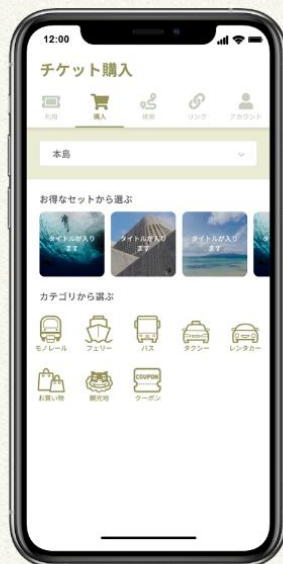 12:00
チケット購入
利用
購入
検索
リンク
アカウント
本島
お得なセットから選ぶ
タイトルが入り
ます
タイトルが入り
ます
タイトルが入り
ます
タ
カテゴリから選ぶ
モノレール
フェリー
バス
タクシー
レンタカー
お買い物
観光地
COUPON
クーポン